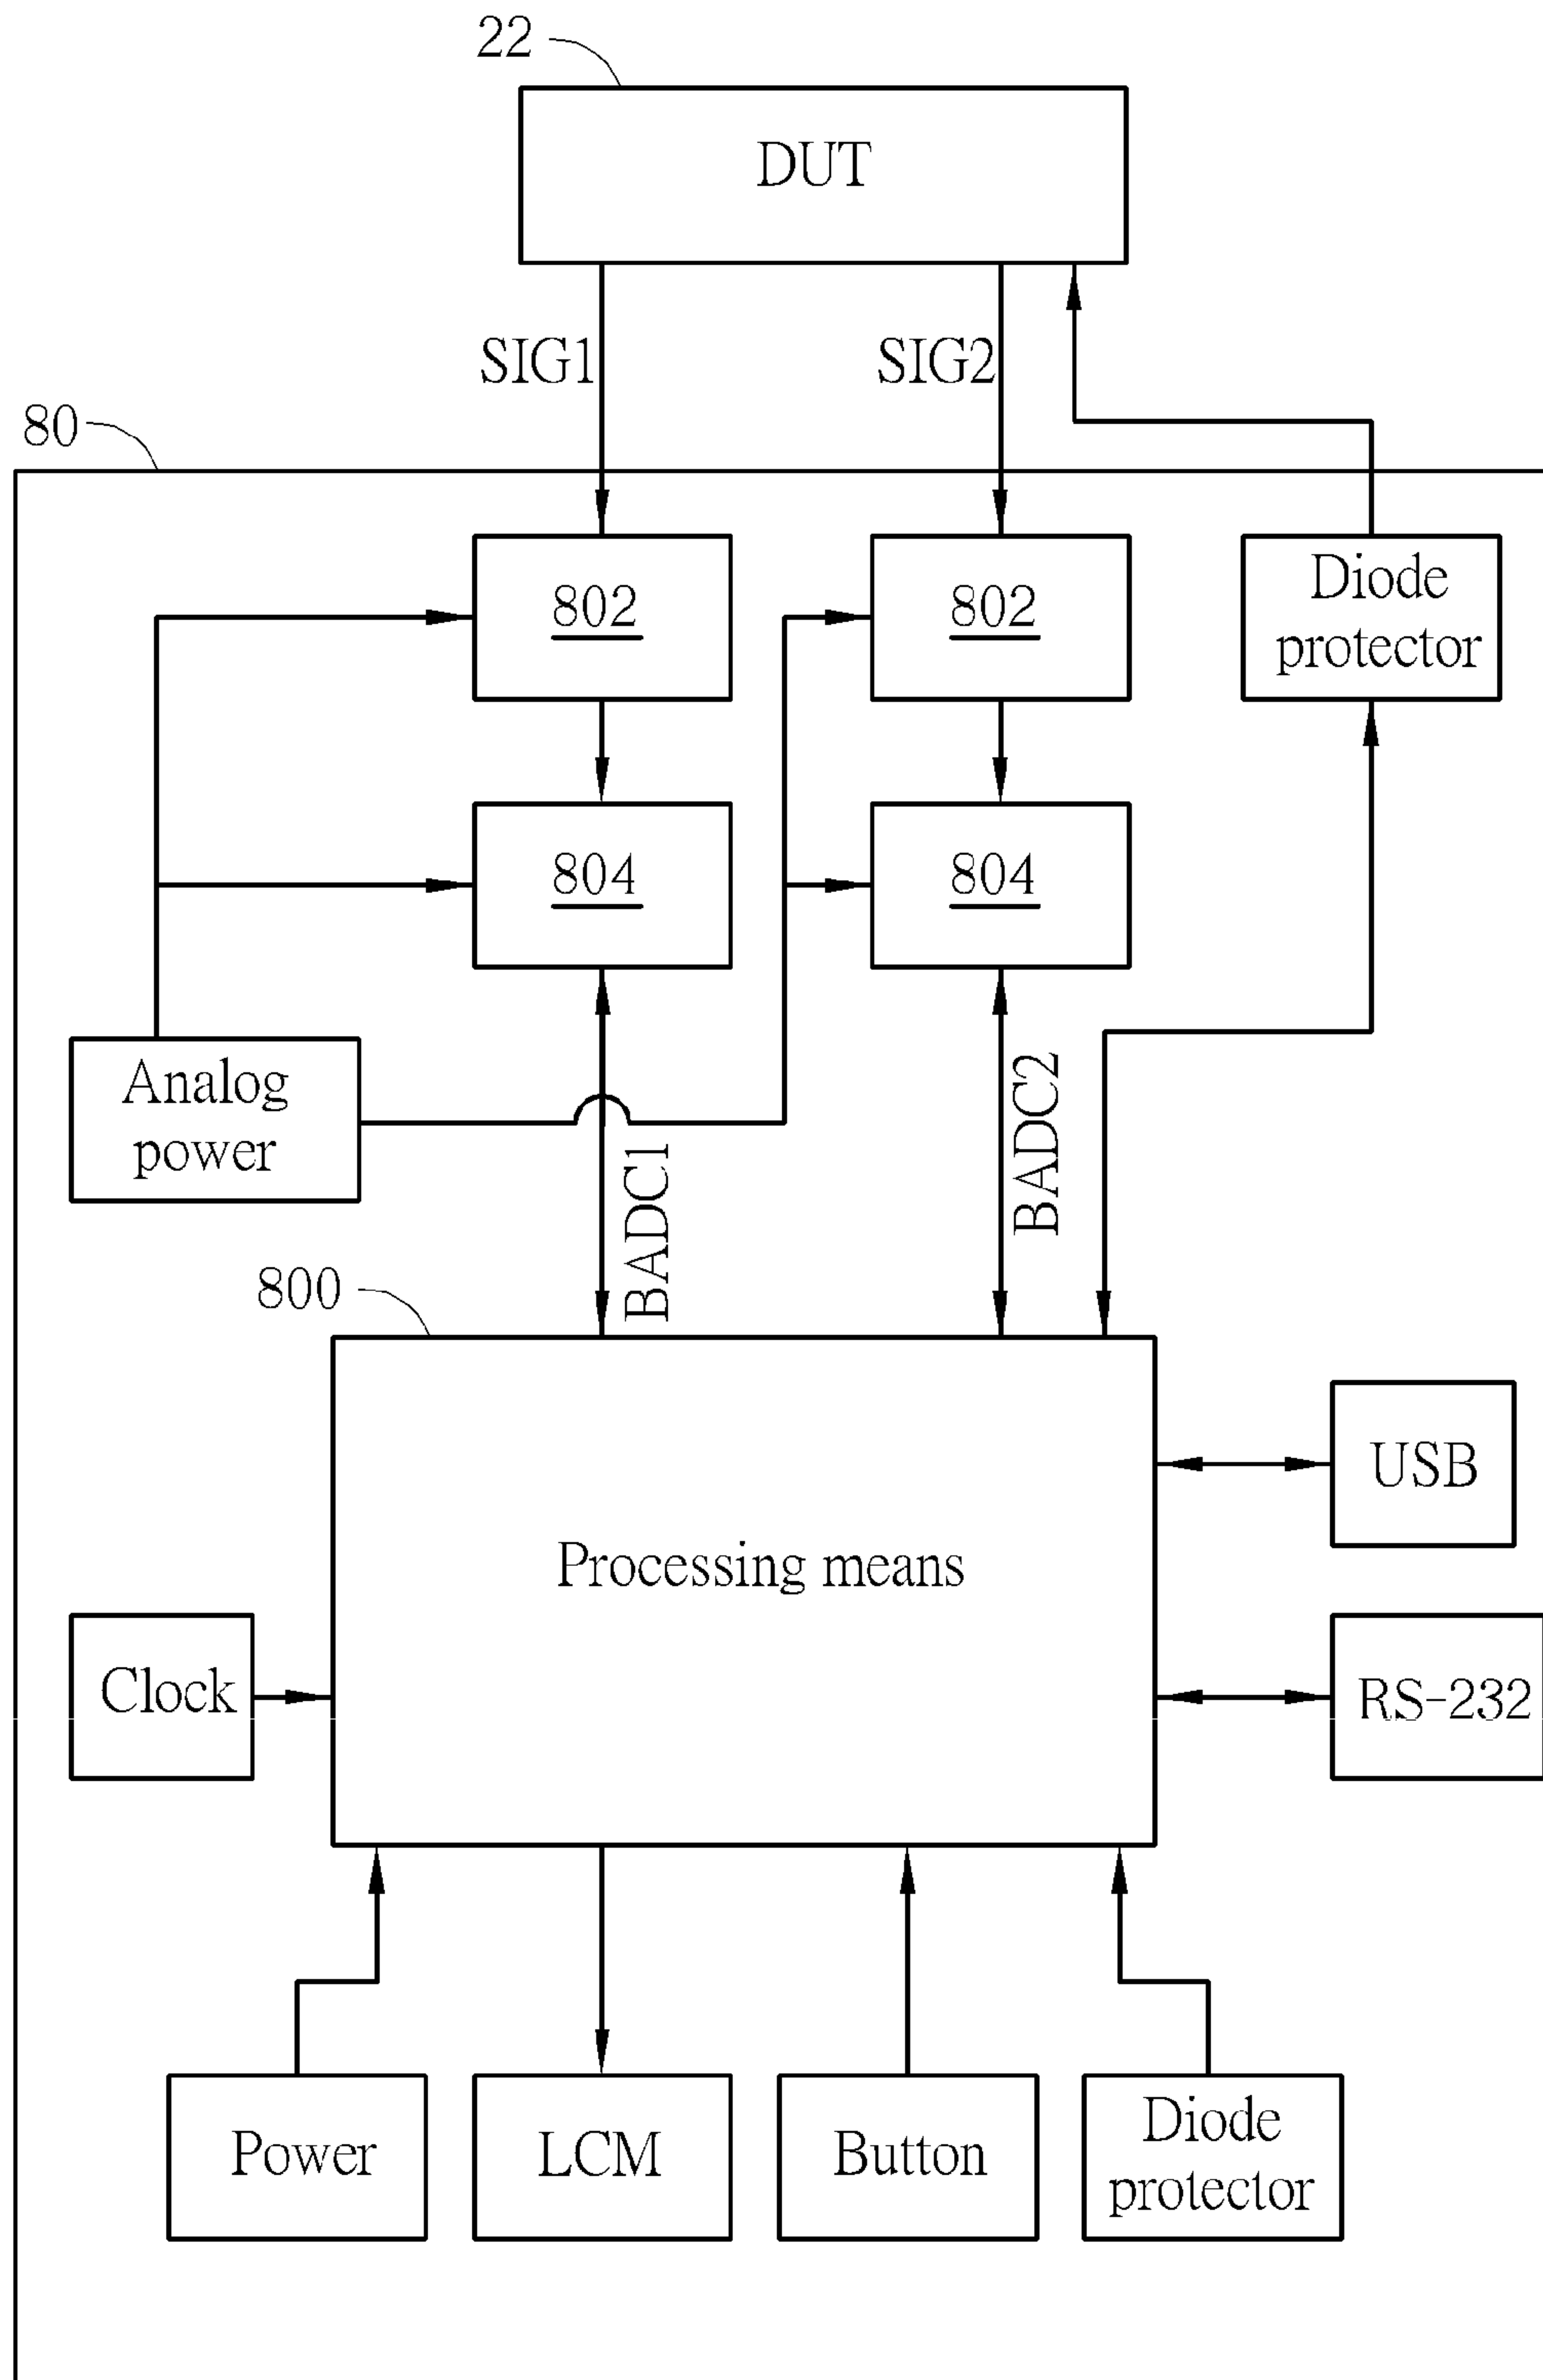 22
DUT
SIG1
SIG2
80
802
802
Diode
protector
804
804
Analog
power
BADC1
BADC2
800
USB
Processing means
Clock
RS-232
Power
LCM
Button
Diode
protector